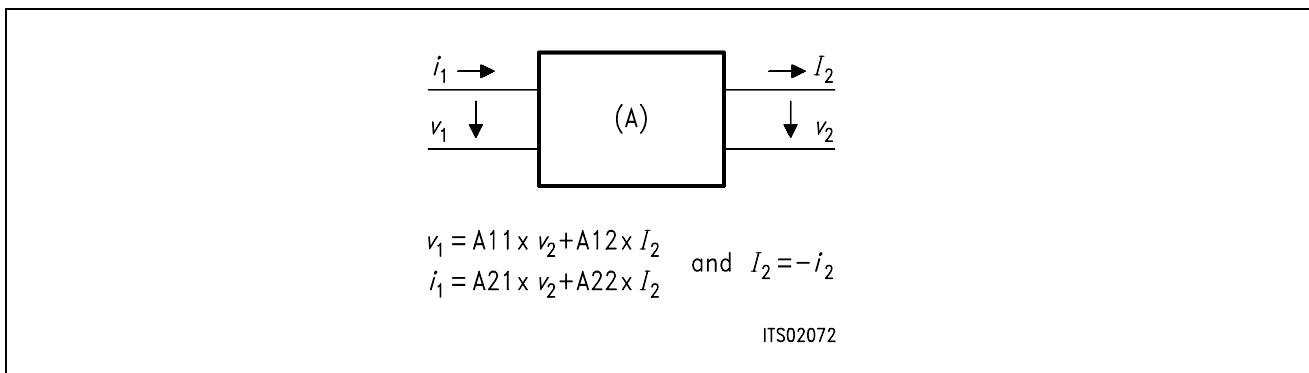 i₁ → → I₂
(A)
v₁ ↓ ↓ v₂
v₁ = A11 x v₂ + A12 x I₂
and I₂ = −i₂
i₁ = A21 x v₂ + A22 x I₂
ITS02072